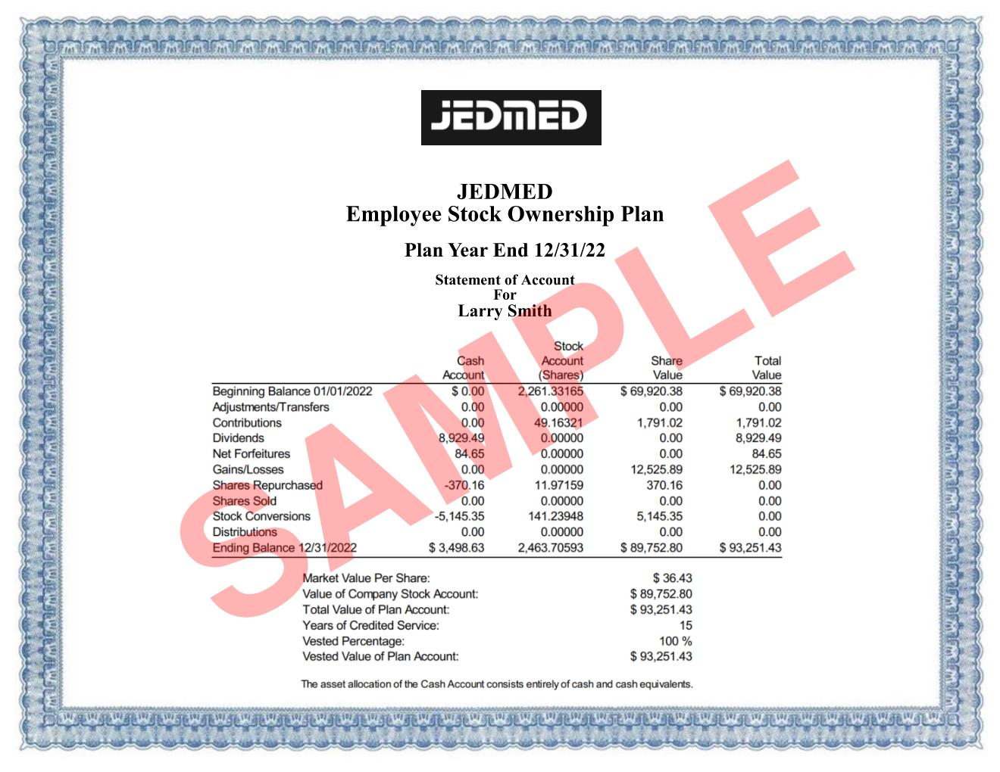 JEDMED
JEDMED
Employee Stock Ownership Plan
Plan Year End 12/31/22
Statement of Account
For
Larry Smith
SAMPLE
Cash Account Stock Account (Shares) Share Value Total Value
Beginning Balance 01/01/2022 $ 0.00 2,261.33165 $ 69,920.38 $ 69,920.38
Adjustments/Transfers 0.00 0.00000 0.00 0.00
Contributions 0.00 49.16321 1,791.02 1,791.02
Dividends 8,929.49 0.00000 0.00 8,929.49
Net Forfeitures 84.65 0.00000 0.00 84.65
Gains/Losses 0.00 0.00000 12,525.89 12,525.89
Shares Repurchased -370.16 11.97159 370.16 0.00
Shares Sold 0.00 0.00000 0.00 0.00
Stock Conversions -5,145.35 141.23948 5,145.35 0.00
Distributions 0.00 0.00000 0.00 0.00
Ending Balance 12/31/2022 $ 3,498.63 2,463.70593 $ 89,752.80 $ 93,251.43
Market Value Per Share: $ 36.43
Value of Company Stock Account: $ 89,752.80
Total Value of Plan Account: $ 93,251.43
Years of Credited Service: 15
Vested Percentage: 100 %
Vested Value of Plan Account: $ 93,251.43
The asset allocation of the Cash Account consists entirely of cash and cash equivalents.